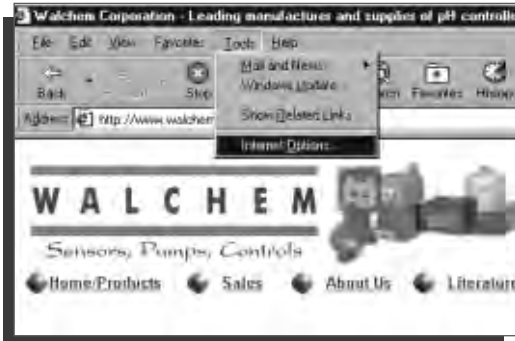 Walchem Corporation - Leading manufacturer and supplier of pH controlle
File Edit View Favorites Tools Help
Mail and News
Windows Update
Back Stop Favorites History
Show Related Links
Address http://www.walchem
Internet Options...
WALCHEM
Sensors, Pumps, Controls
Home/Products Sales About Us Literature